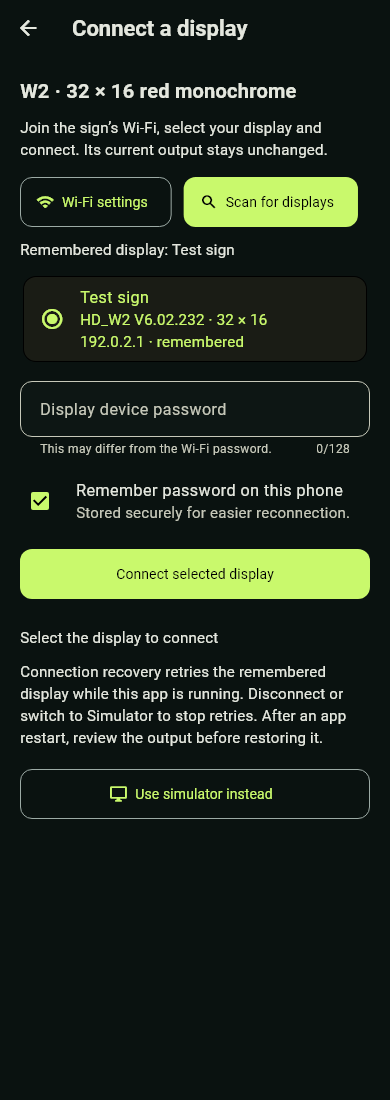 Connect a display
W2 · 32 × 16 red monochrome
Join the sign’s Wi-Fi, select your display and
connect. Its current output stays unchanged.
Wi-Fi settings
Scan for displays
Remembered display: Test sign
Test sign
HD_W2 V6.02.232 · 32 × 16
192.0.2.1 · remembered
Display device password
This may differ from the Wi-Fi password.
0/128
Remember password on this phone
Stored securely for easier reconnection.
Connect selected display
Select the display to connect
Connection recovery retries the remembered
display while this app is running. Disconnect or
switch to Simulator to stop retries. After an app
restart, review the output before restoring it.
Use simulator instead